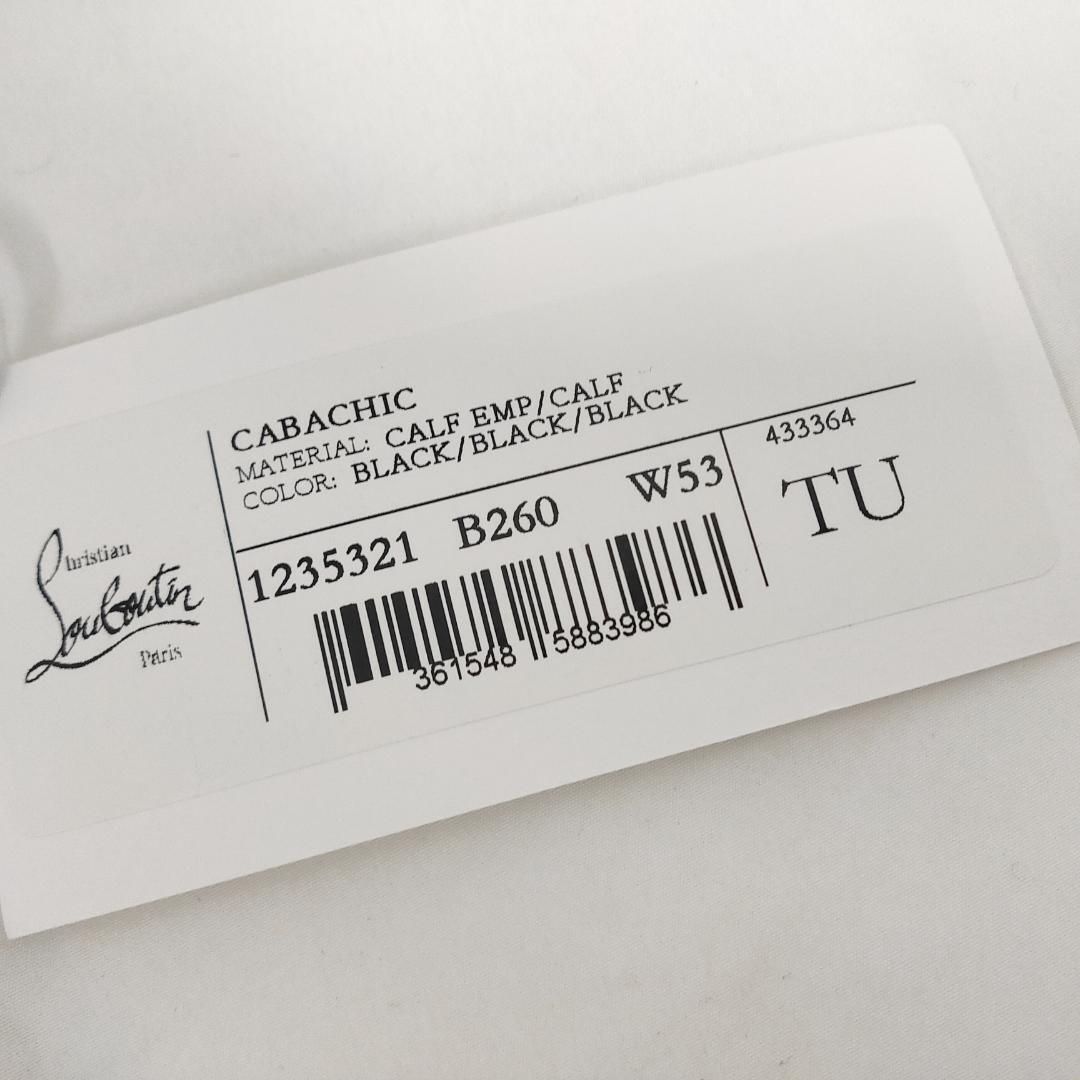 Christian
Louboutin
Paris
CABACHIC
MATERIAL: CALF EMP/CALF
COLOR: BLACK/BLACK/BLACK
1235321 B260 W53
361548 5883986
433364
TU